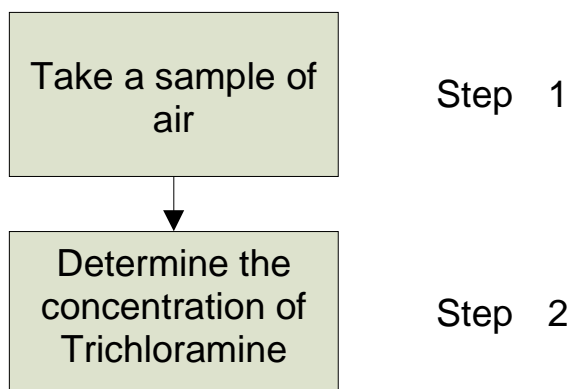 Take a sample of
air
Step 1
Determine the
concentration of
Trichloramine
Step 2